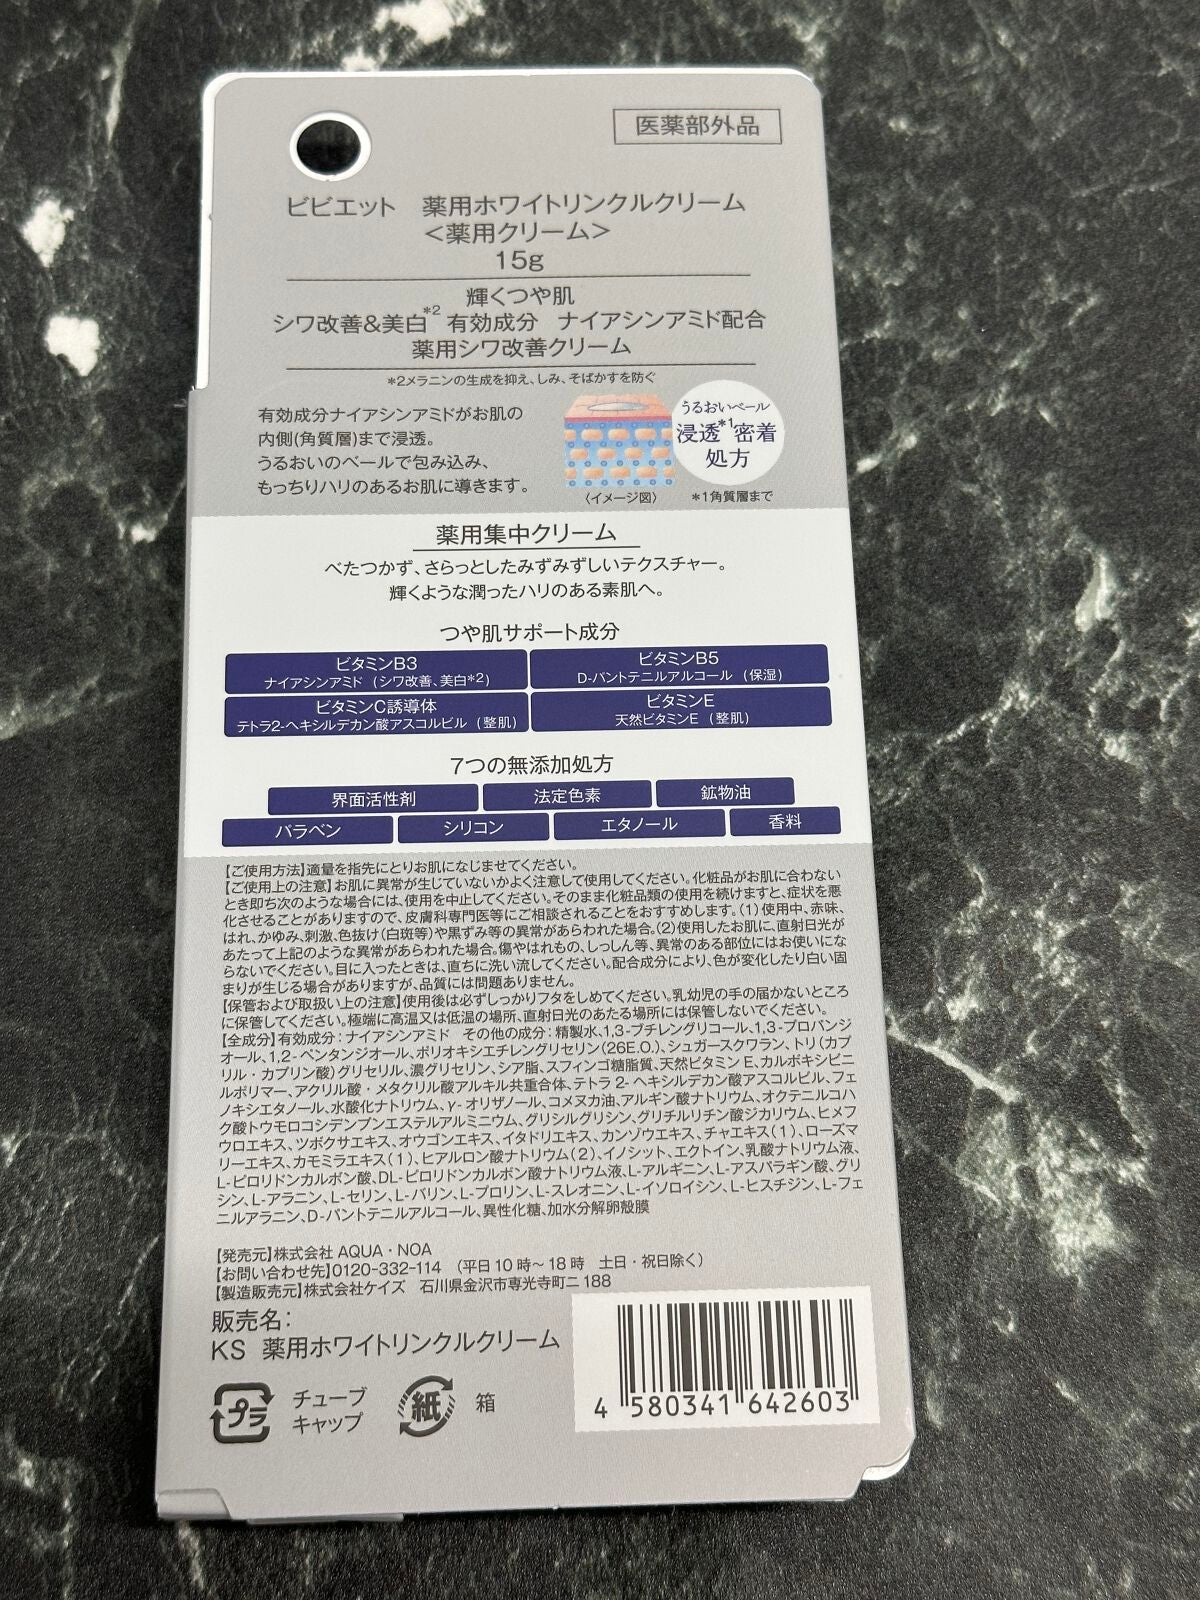 医薬部外品
ビビエット　薬用ホワイトリンクルクリーム
＜薬用クリーム＞
15g
輝くつや肌
シワ改善&美白*2 有効成分　ナイアシンアミド配合
薬用シワ改善クリーム
*2メラニンの生成を抑え、しみ、そばかすを防ぐ
有効成分ナイアシンアミドがお肌の
内側(角質層)まで浸透。
うるおいのベールで包み込み、
もっちりハリのあるお肌に導きます。
うるおいベール
浸透*1密着
処方
〈イメージ図〉
*1角質層まで
薬用集中クリーム
べたつかず、さらっとしたみずみずしいテクスチャー。
輝くような潤ったハリのある素肌へ。
つや肌サポート成分
ビタミンB3
ナイアシンアミド（シワ改善、美白*2）
ビタミンB5
D-パントテニルアルコール（保湿）
ビタミンC誘導体
テトラ2-ヘキシルデカン酸アスコルビル（整肌）
ビタミンE
天然ビタミンE（整肌）
7つの無添加処方
界面活性剤
法定色素
鉱物油
パラベン
シリコン
エタノール
香料
【ご使用方法】適量を指先にとりお肌になじませてください。
【ご使用上の注意】お肌に異常が生じていないかよく注意して使用してください。化粧品がお肌に合わない
とき即ち次のような場合には、使用を中止してください。そのまま化粧品類の使用を続けますと、症状を悪
化させることがありますので、皮膚科専門医等にご相談されることをおすすめします。（1）使用中、赤味、
はれ、かゆみ、刺激、色抜け（白斑等）や黒ずみ等の異常があらわれた場合。（2）使用したお肌に、直射日光が
あたって上記のような異常があらわれた場合。傷やはれもの、しっしん等、異常のある部位にはお使いにな
らないでください。目に入ったときは、直ちに洗い流してください。配合成分により、色が変化したり白い固
まりが生じる場合がありますが、品質には問題ありません。
【保管および取扱い上の注意】使用後は必ずしっかりフタをしめてください。乳幼児の手の届かないところ
に保管してください。極端に高温又は低温の場所、直射日光のあたる場所には保管しないでください。
【全成分】有効成分：ナイアシンアミド　その他の成分：精製水、1,3-ブチレングリコール、1,3-プロパンジ
オール、1,2-ペンタンジオール、ポリオキシエチレングリセリン（26E.O.）、シュガースクワラン、トリ（カプ
リル・カプリン酸）グリセリル、濃グリセリン、シア脂、スフィンゴ糖脂質、天然ビタミンE、カルボキシビニ
ルポリマー、アクリル酸・メタクリル酸アルキル共重合体、テトラ2-ヘキシルデカン酸アスコルビル、フェ
ノキシエタノール、水酸化ナトリウム、γ-オリザノール、コメヌカ油、アルギン酸ナトリウム、オクテニルコハ
ク酸トウモロコシデンプンエステルアルミニウム、グリシルグリシン、グリチルリチン酸ジカリウム、ヒメフ
ウロエキス、ツボクサエキス、オウゴンエキス、イタドリエキス、カンゾウエキス、チャエキス（1）、ローズマ
リーエキス、カモミラエキス（1）、ヒアルロン酸ナトリウム（2）、イノシット、エクトイン、乳酸ナトリウム液、
L-ピロリドンカルボン酸、DL-ピロリドンカルボン酸ナトリウム液、L-アルギニン、L-アスパラギン酸、グリ
シン、L-アラニン、L-セリン、L-バリン、L-プロリン、L-スレオニン、L-イソロイシン、L-ヒスチジン、L-フェ
ニルアラニン、D-パントテニルアルコール、異性化糖、加水分解卵殻膜
【発売元】株式会社 AQUA・NOA
【お問い合わせ先】0120-332-114　（平日10時～18時　土日・祝日除く）
【製造販売元】株式会社ケイズ　石川県金沢市専光寺町ニ188
販売名：
KS 薬用ホワイトリンクルクリーム
プラ
チューブ
キャップ
紙
箱
4 580341 642603